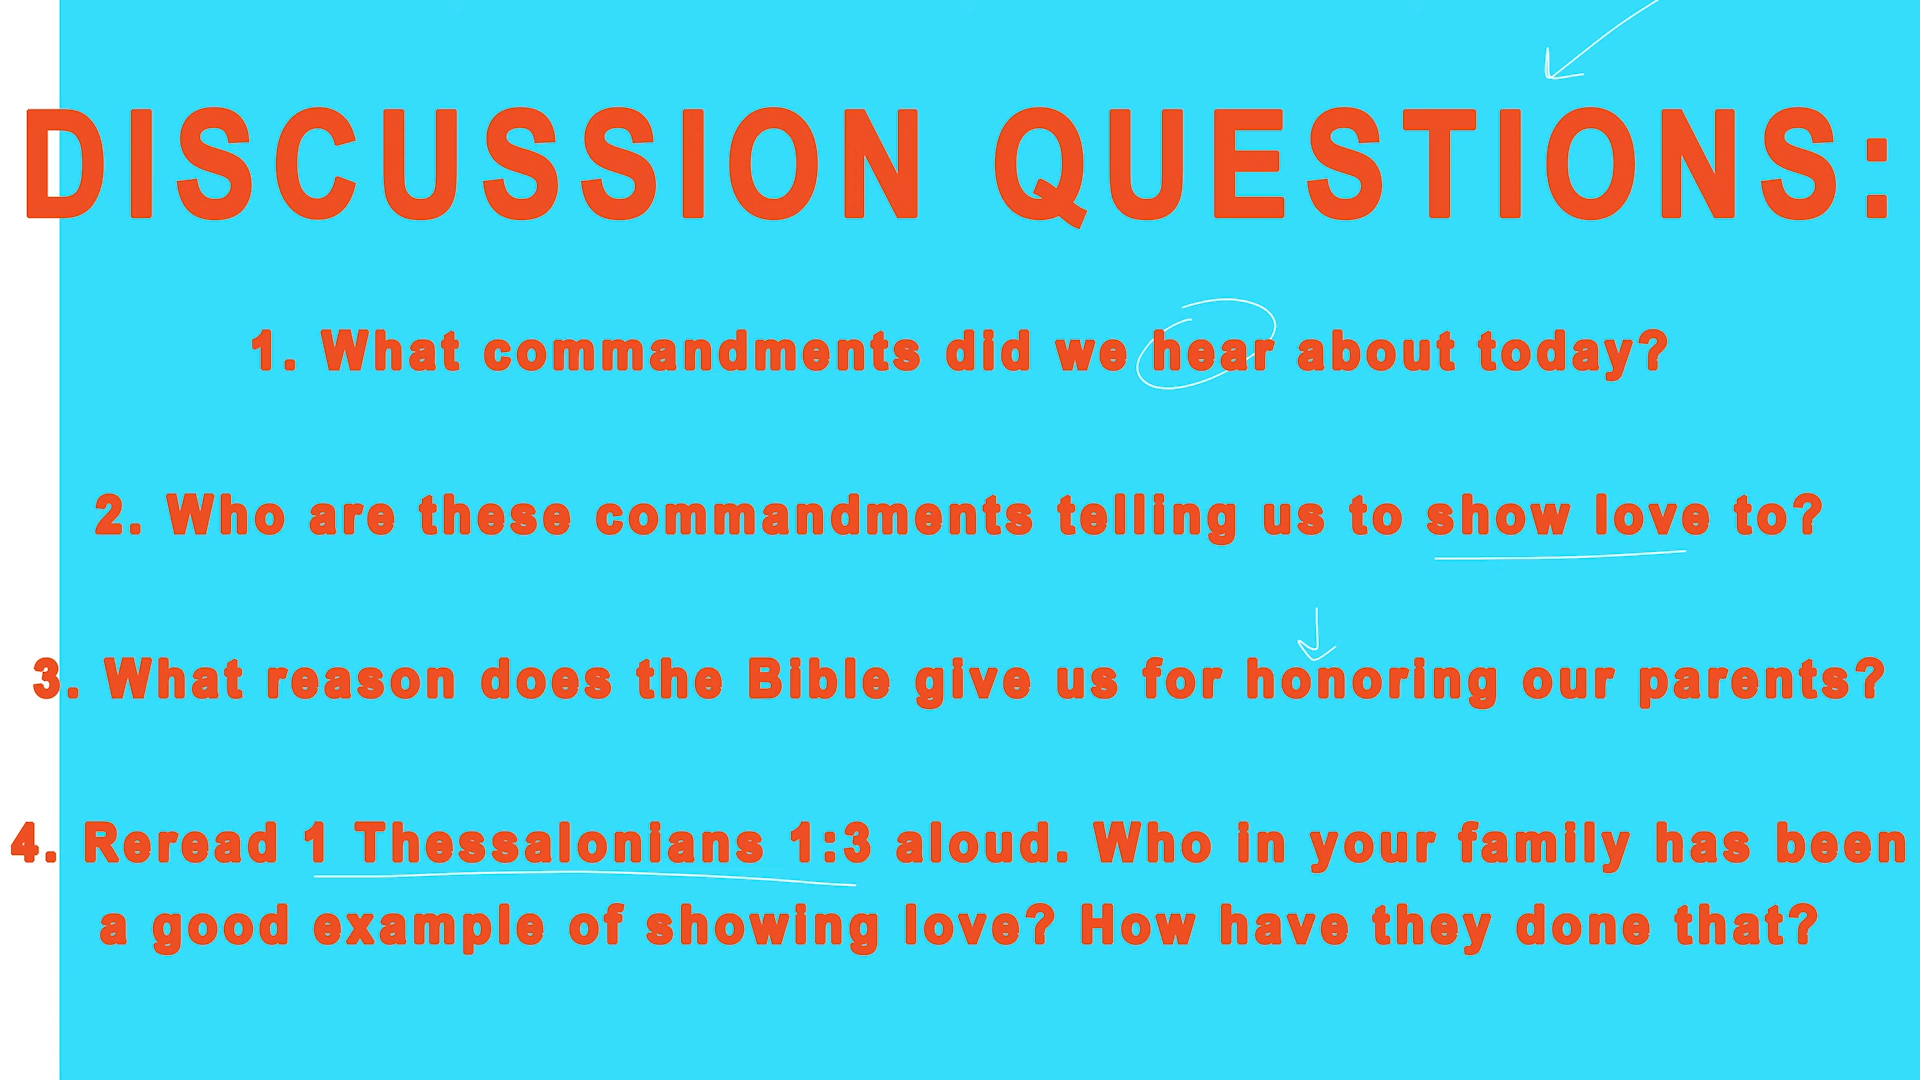 DISCUSSION QUESTIONS:
1. What commandments did we hear about today?
2. Who are these commandments telling us to show love to?
3. What reason does the Bible give us for honoring our parents?
4. Reread 1 Thessalonians 1:3 aloud. Who in your family has been
a good example of showing love? How have they done that?